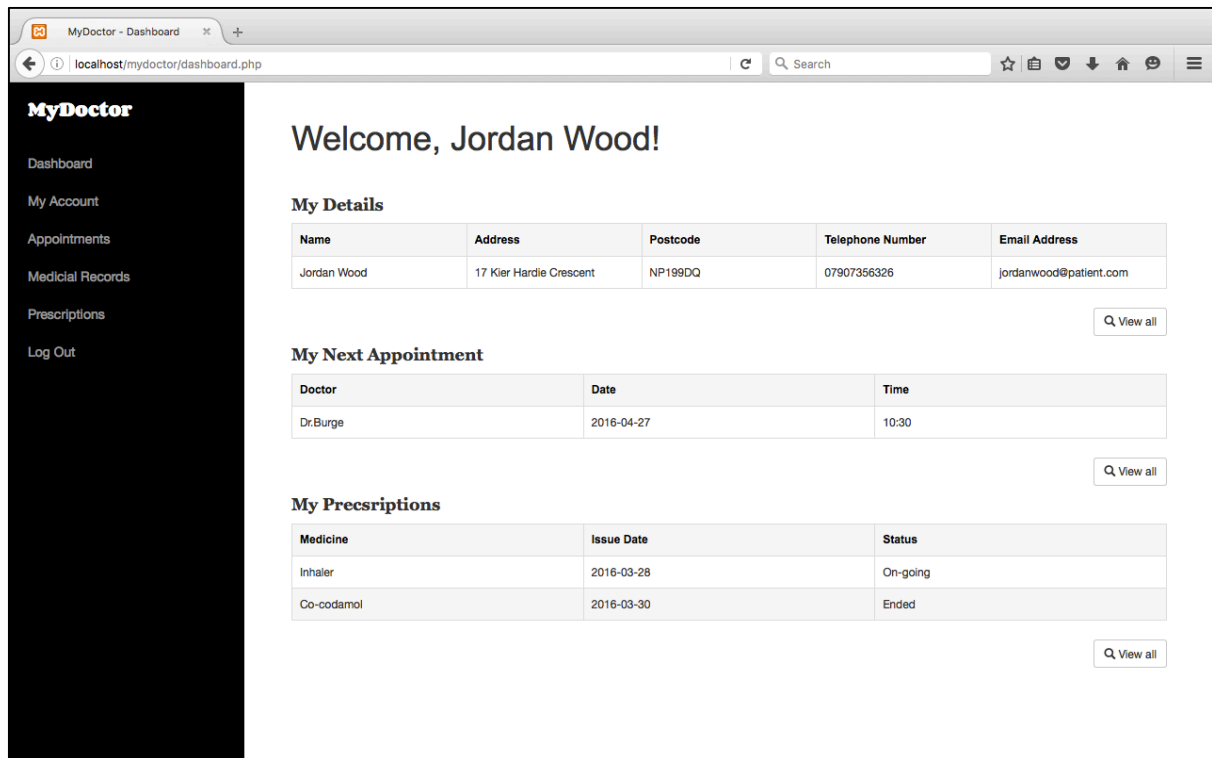 MyDoctor - Dashboard
localhost/mydoctor/dashboard.php Search
MyDoctor
Dashboard
My Account
Appointments
Medicial Records
Prescriptions
Log Out
Welcome, Jordan Wood!
My Details
Name Address Postcode Telephone Number Email Address
Jordan Wood 17 Kier Hardie Crescent NP199DQ 07907356326 jordanwood@patient.com
View all
My Next Appointment
Doctor Date Time
Dr.Burge 2016-04-27 10:30
View all
My Precsriptions
Medicine Issue Date Status
Inhaler 2016-03-28 On-going
Co-codamol 2016-03-30 Ended
View all